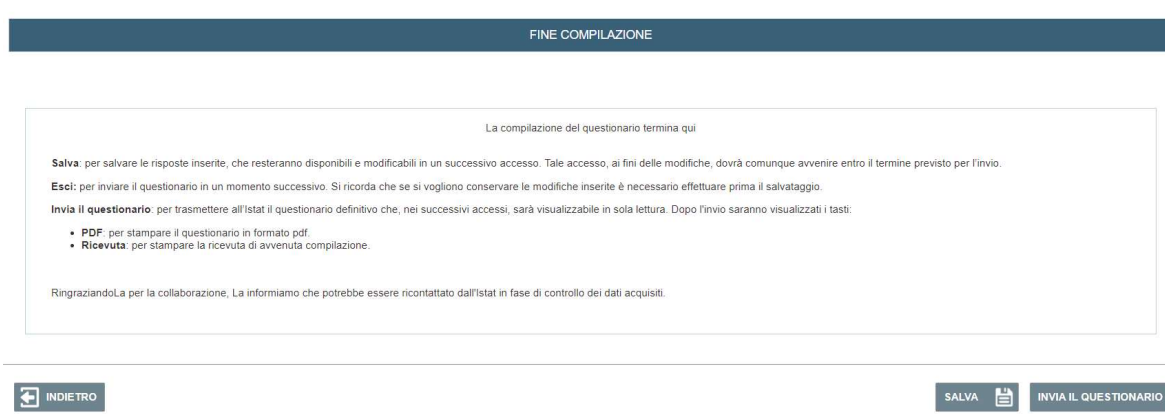 FINE COMPILAZIONE
La compilazione del questionario termina qui
Salva: per salvare le risposte inserite, che resteranno disponibili e modificabili in un successivo accesso. Tale accesso, ai fini delle modifiche, dovrà comunque avvenire entro il termine previsto per l'invio.
Esci: per inviare il questionario in un momento successivo. Si ricorda che se si vogliono conservare le modifiche inserite è necessario effettuare prima il salvataggio.
Invia il questionario: per trasmettere all'Istat il questionario definitivo che, nei successivi accessi, sarà visualizzabile in sola lettura. Dopo l'invio saranno visualizzati i tasti:
• PDF: per stampare il questionario in formato pdf.
• Ricevuta: per stampare la ricevuta di avvenuta compilazione.
RingraziandoLa per la collaborazione, La informiamo che potrebbe essere ricontattato dall'Istat in fase di controllo dei dati acquisiti.
INDIETRO
SALVA
INVIA IL QUESTIONARIO